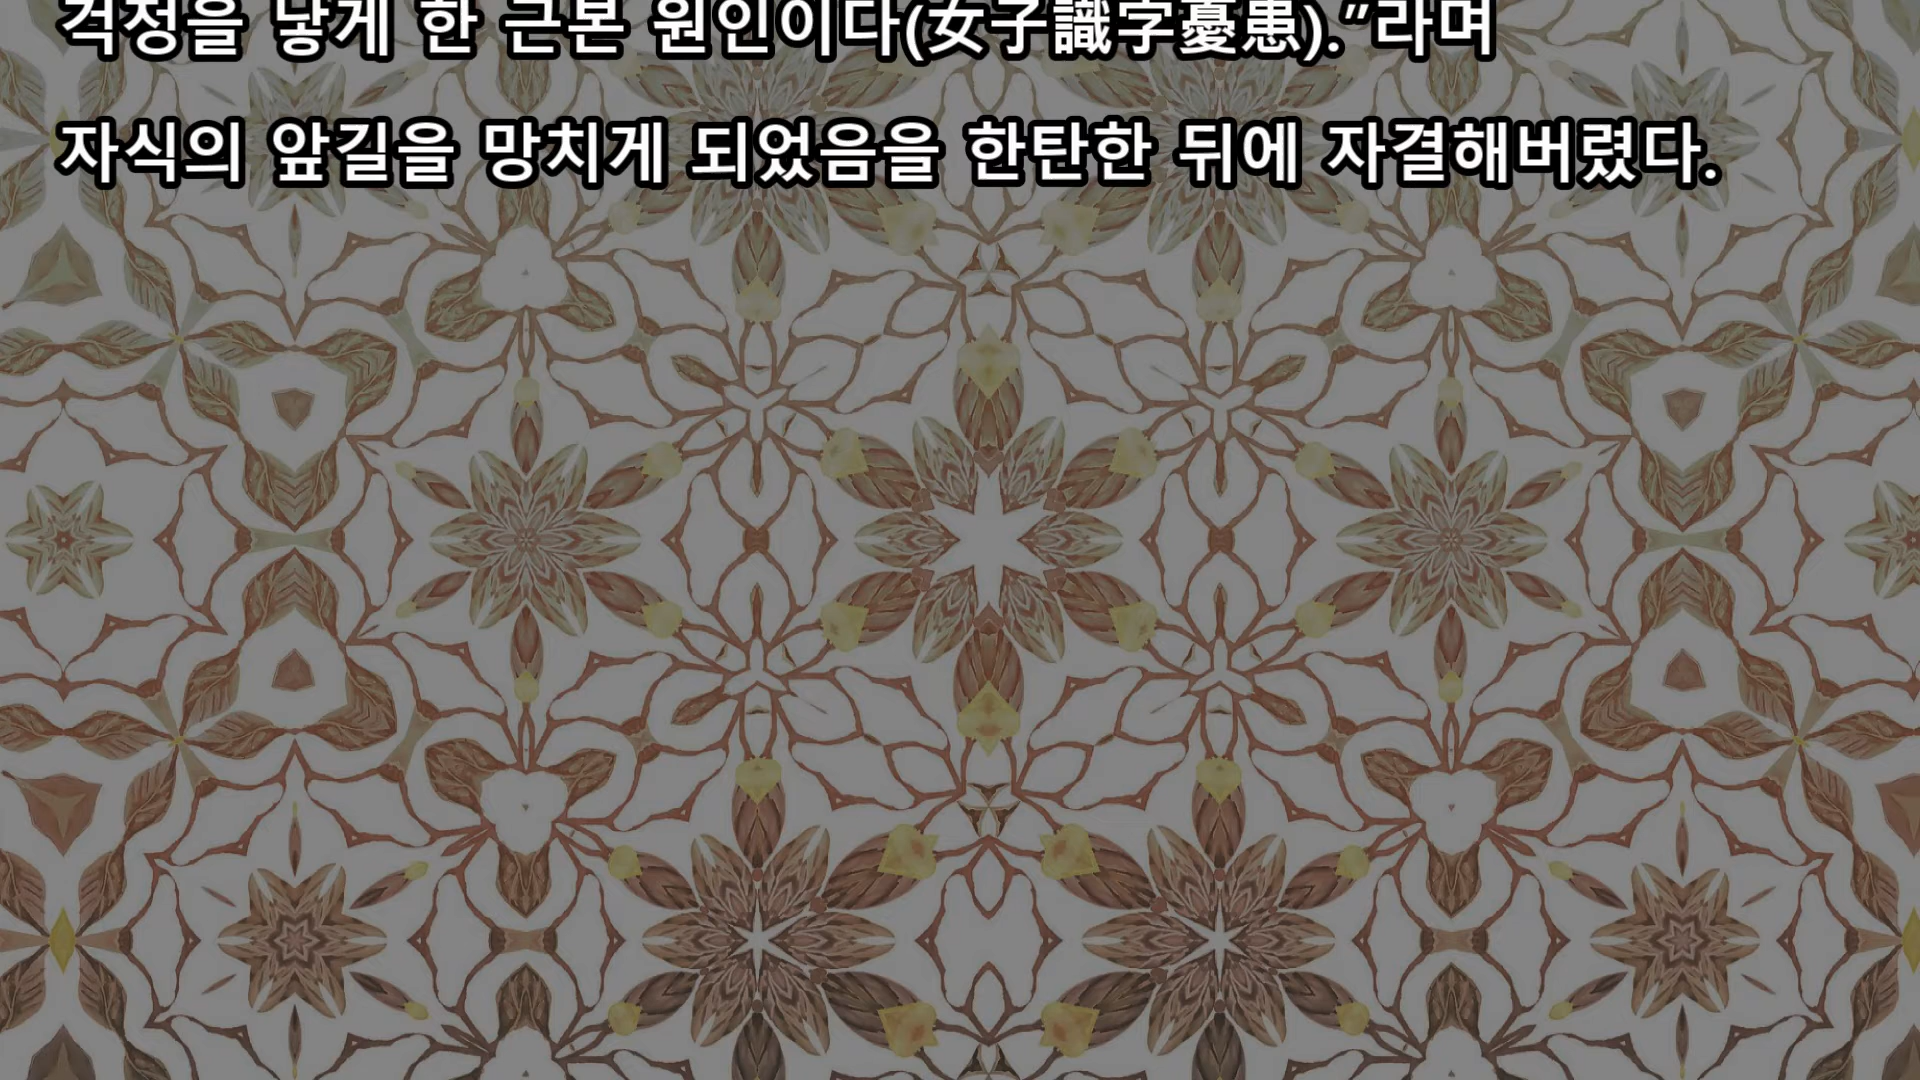 걱정을 낳게 한 근본 원인이다(女子識字憂患).”라며
자식의 앞길을 망치게 되었음을 한탄한 뒤에 자결해버렸다.